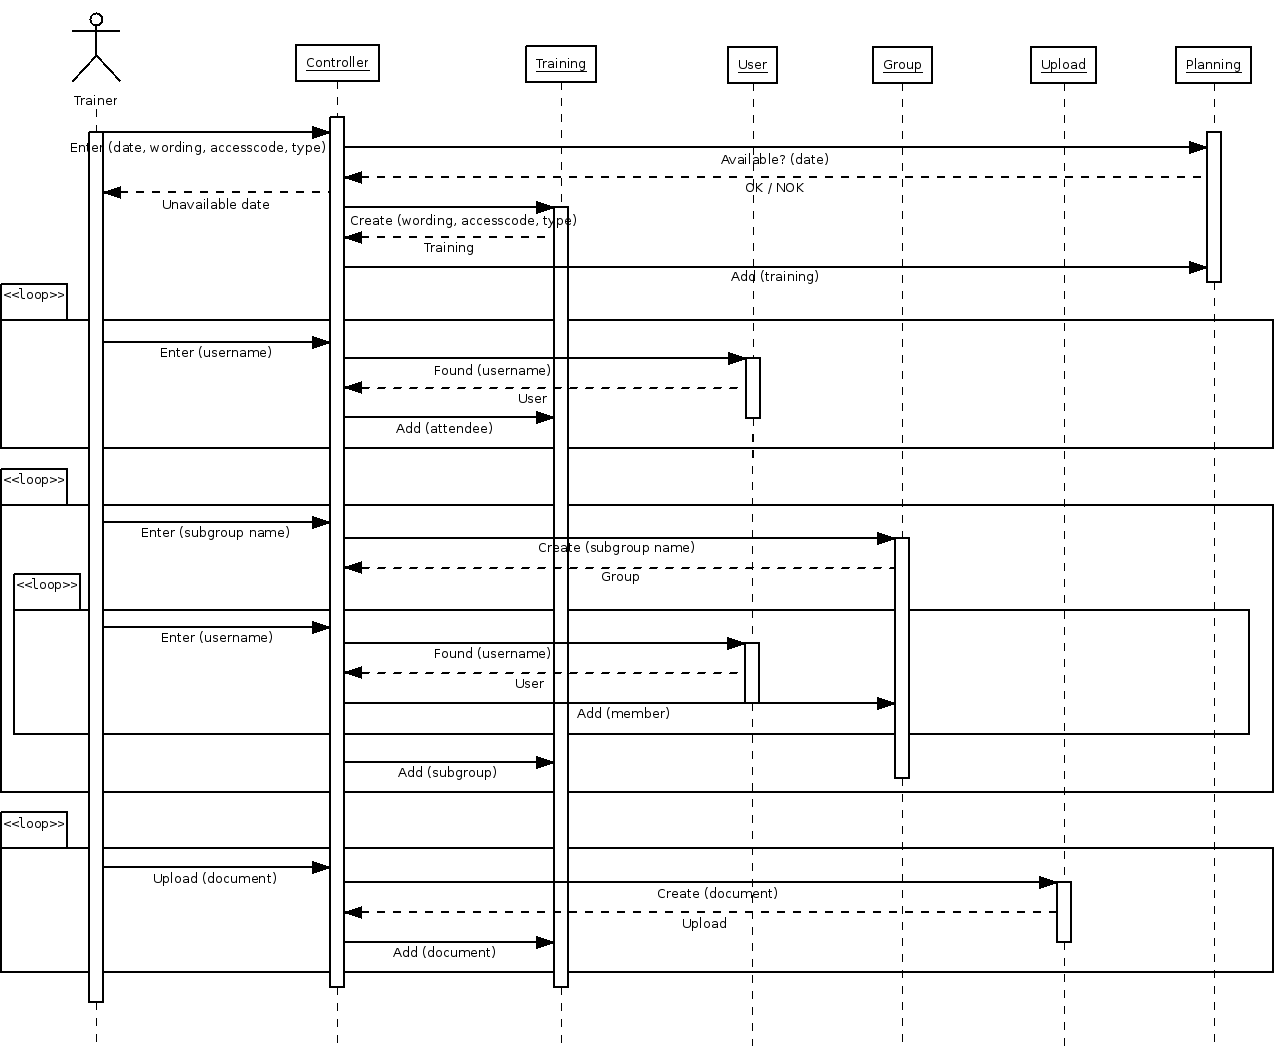 Trainer
Controller
Training
User
Group
Upload
Planning
Enter (date, wording, accesscode, type)
Available? (date)
OK / NOK
Unavailable date
Create (wording, accesscode, type)
Training
Add (training)
<<loop>>
Enter (username)
Found (username)
User
Add (attendee)
<<loop>>
Enter (subgroup name)
Create (subgroup name)
Group
<<loop>>
Enter (username)
Found (username)
User
Add (member)
Add (subgroup)
<<loop>>
Upload (document)
Create (document)
Upload
Add (document)